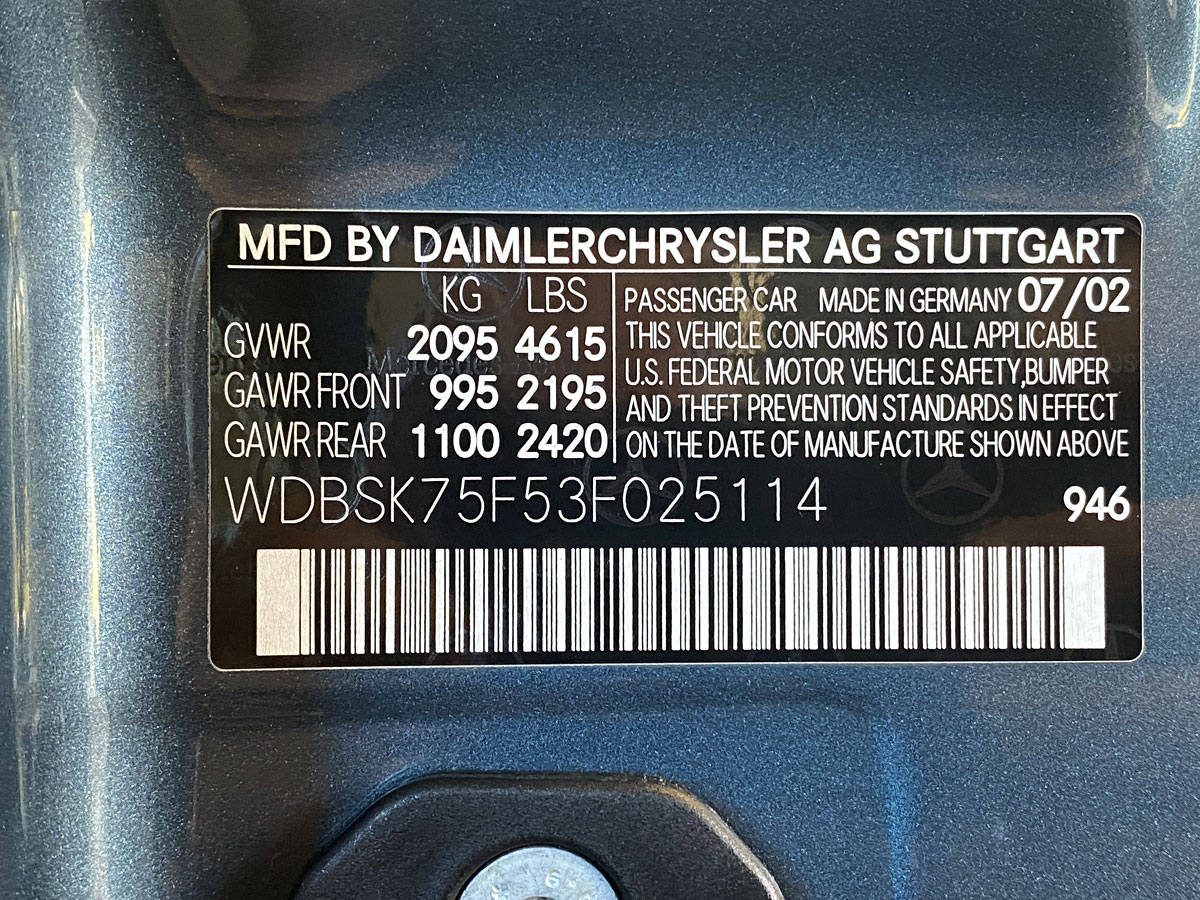 MFD BY DAIMLERCHRYSLER AG STUTTGART
KG LBS
GVWR 2095 4615
GAWR FRONT 995 2195
GAWR REAR 1100 2420
PASSENGER CAR MADE IN GERMANY 07/02
THIS VEHICLE CONFORMS TO ALL APPLICABLE
U.S. FEDERAL MOTOR VEHICLE SAFETY,BUMPER
AND THEFT PREVENTION STANDARDS IN EFFECT
ON THE DATE OF MANUFACTURE SHOWN ABOVE
WDBSK75F53F025114 946
6